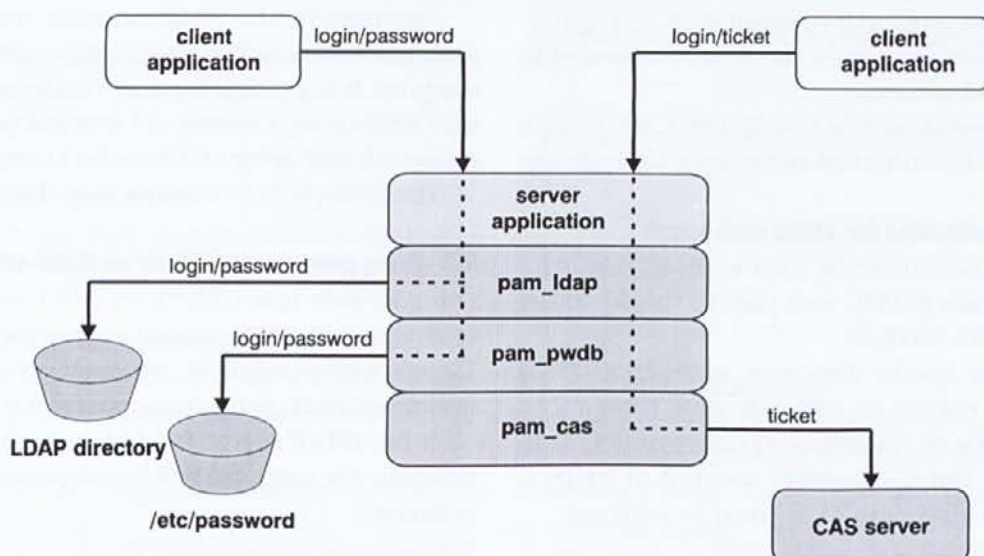 client
application
login/password
login/ticket
client
application
server
application
login/password
pam_ldap
login/password
pam_pwdb
pam_cas
ticket
LDAP directory
/etc/password
CAS server